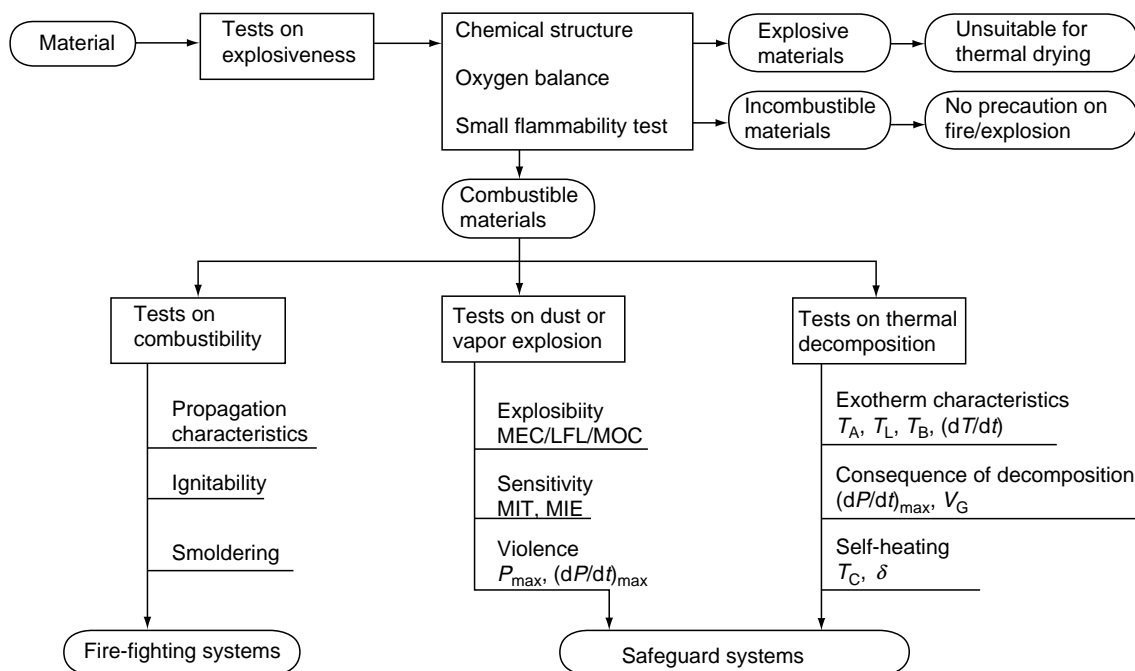 Material
Tests on
explosiveness
Chemical structure
Oxygen balance
Small flammability test
Explosive
materials
Unsuitable for
thermal drying
Incombustible
materials
No precaution on
fire/explosion
Combustible
materials
Tests on
combustibility
Propagation
characteristics
Ignitability
Smoldering
Fire-fighting systems
Tests on dust or
vapor explosion
Explosibiity
MEC/LFL/MOC
Sensitivity
MIT, MIE
Violence
Pmax, (dP/dt)max
Tests on thermal
decomposition
Exotherm characteristics
TA, TL, TB, (dT/dt)
Consequence of decomposition
(dP/dt)max, VG
Self-heating
TC, δ
Safeguard systems